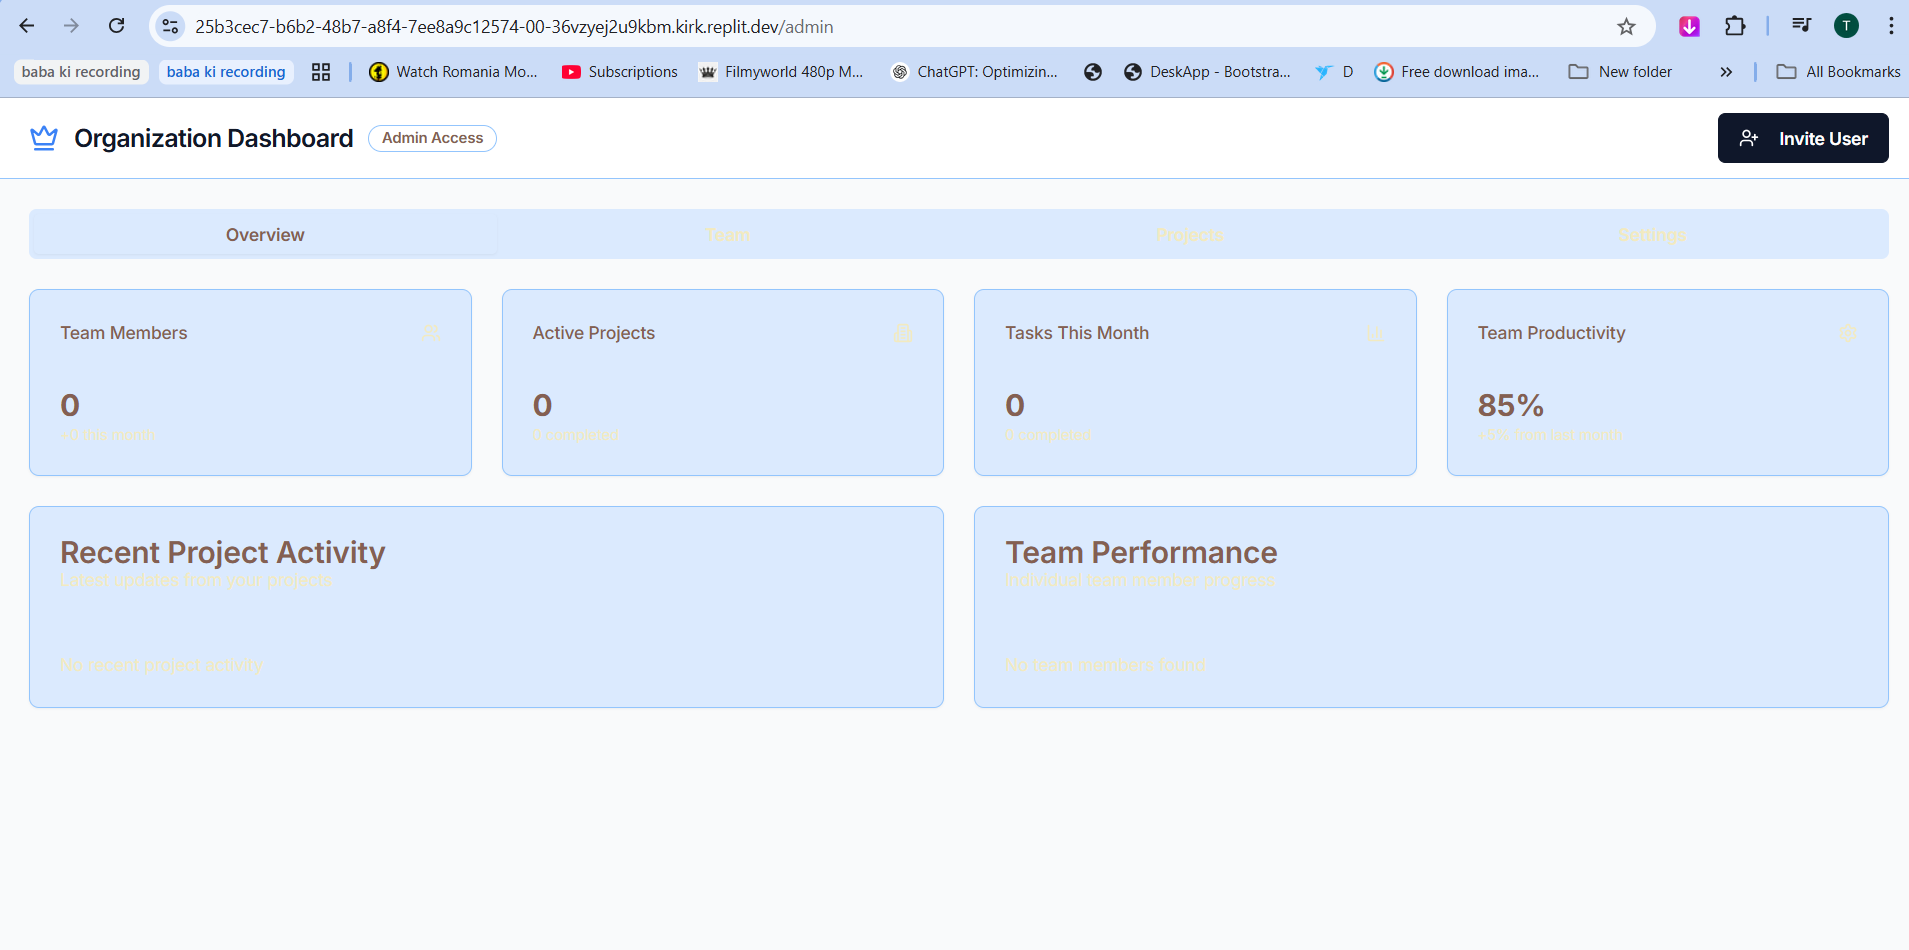 25b3cec7-b6b2-48b7-a8f4-7ee8a9c12574-00-36vzyej2u9kbm.kirk.replit.dev/admin
T
baba ki recording
baba ki recording
Watch Romania Mo...
Subscriptions
Filmyworld 480p M...
ChatGPT: Optimizin...
DeskApp - Bootstra...
D
Free download ima...
New folder
All Bookmarks
Organization Dashboard
Admin Access
Invite User
Overview
Team
Projects
Settings
Team Members
Active Projects
Tasks This Month
Team Productivity
0
0
0
85%
+0 this month
0 completed
0 completed
from last month
Recent Project Activity
Team Performance
Latest updates from your projects
Individual team member progress
No recent project activity
No team members found